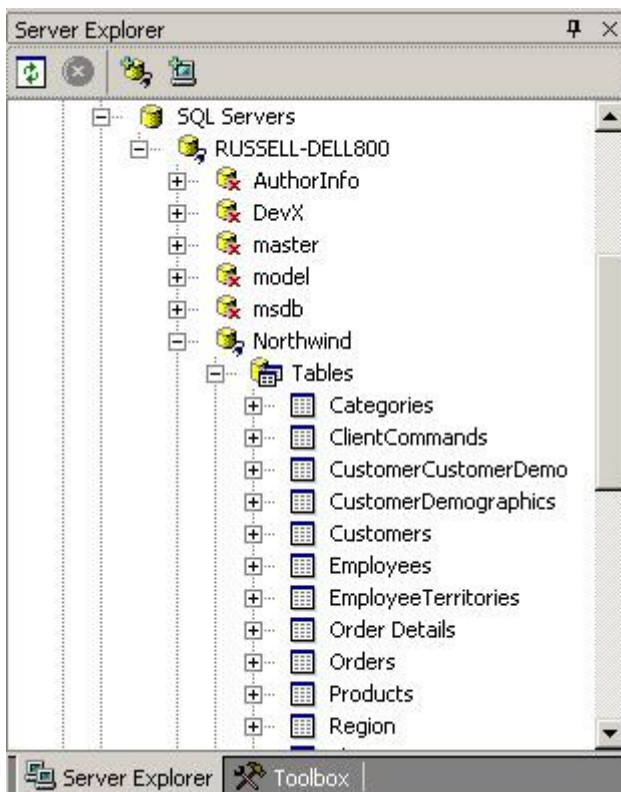 Server Explorer
SQL Servers
RUSSELL-DELL800
AuthorInfo
DevX
master
model
msdb
Northwind
Tables
Categories
ClientCommands
CustomerCustomerDemo
CustomerDemographics
Customers
Employees
EmployeeTerritories
Order Details
Orders
Products
Region
Server Explorer
Toolbox